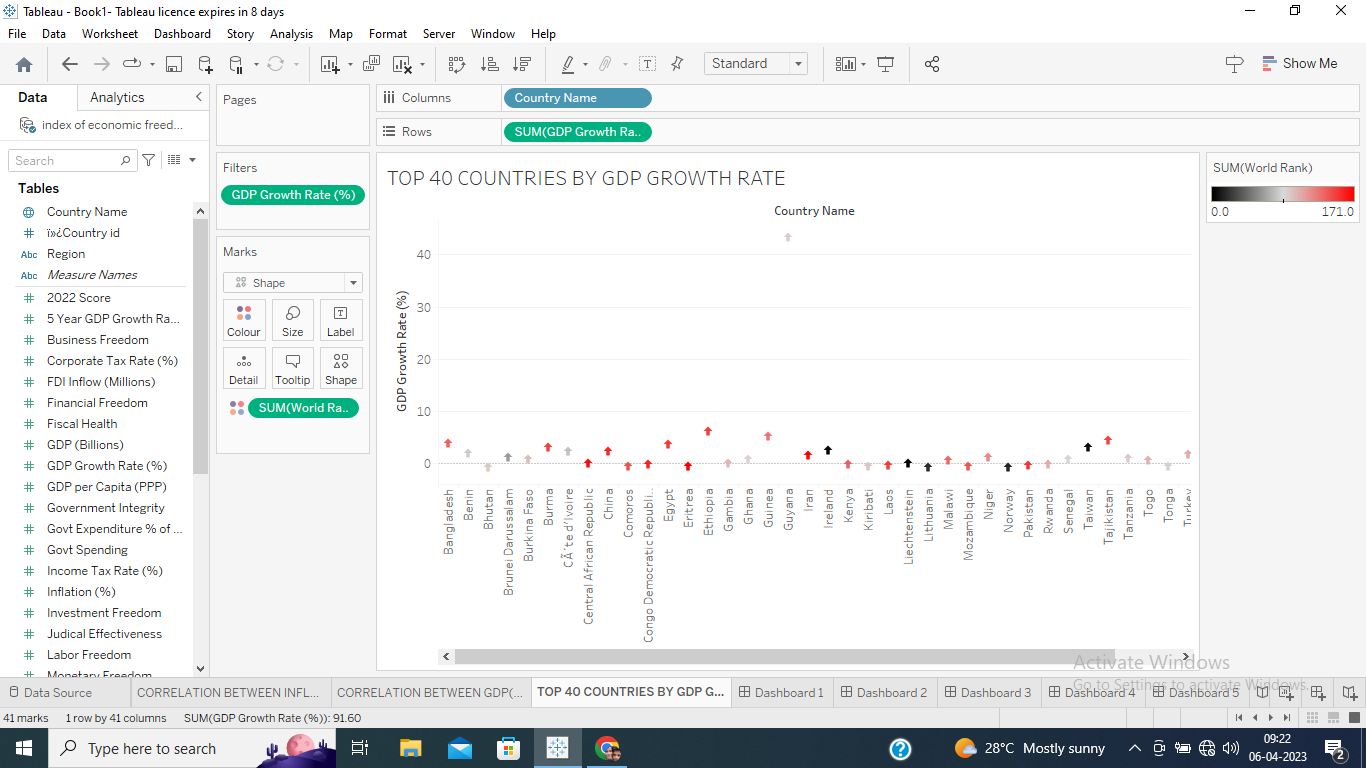 Tableau - Book1- Tableau licence expires in 8 days
File Data Worksheet Dashboard Story Analysis Map Format Server Window Help
Standard
Show Me
Data Analytics
index of economic freed...
Search
Tables
Country Name
ï»¿Country id
Region
Measure Names
2022 Score
5 Year GDP Growth Ra...
Business Freedom
Corporate Tax Rate (%)
FDI Inflow (Millions)
Financial Freedom
Fiscal Health
GDP (Billions)
GDP Growth Rate (%)
GDP per Capita (PPP)
Government Integrity
Govt Expenditure % of ...
Govt Spending
Income Tax Rate (%)
Inflation (%)
Investment Freedom
Judical Effectiveness
Labor Freedom
Monetary Freedom
Pages
Filters
GDP Growth Rate (%)
Marks
Shape
Colour Size Label
Detail Tooltip Shape
SUM(World Ra..
Columns Country Name
Rows SUM(GDP Growth Ra..
TOP 40 COUNTRIES BY GDP GROWTH RATE
Country Name
GDP Growth Rate (%)
40
30
20
10
0
Bangladesh
Benin
Bhutan
Brunei Darussalam
Burkina Faso
Burma
CÃ´te d'Ivoire
Central African Republic
China
Comoros
Congo Democratic Republi..
Egypt
Eritrea
Ethiopia
Gambia
Ghana
Guinea
Guyana
Iran
Ireland
Kenya
Kiribati
Laos
Liechtenstein
Lithuania
Malawi
Mozambique
Niger
Norway
Pakistan
Rwanda
Senegal
Taiwan
Tajikistan
Tanzania
Togo
Tonga
Turkey
SUM(World Rank)
0.0 171.0
Activate Windows
Go to Settings to activate Windows.
Data Source CORRELATION BETWEEN INFL... CORRELATION BETWEEN GDP(... TOP 40 COUNTRIES BY GDP G... Dashboard 1 Dashboard 2 Dashboard 3 Dashboard 4 Dashboard 5
41 marks 1 row by 41 columns SUM(GDP Growth Rate (%)): 91.60
Type here to search
28°C Mostly sunny
09:22
06-04-2023
2